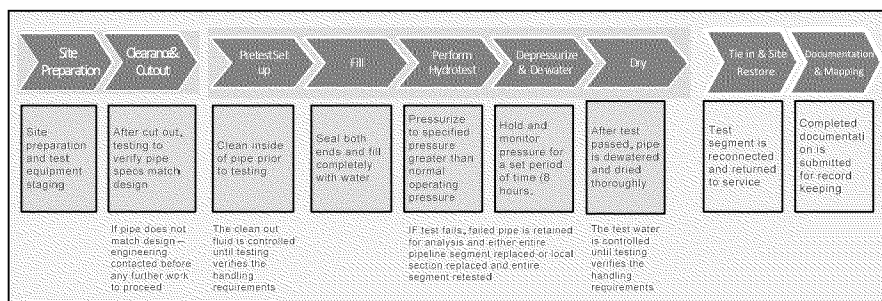 Site
Preparation
Clearance&
Cutout
Pretest Set
up
Fill
Perform
Hydrotest
Depressurize
& Dewater
Dry
Tie in & Site
Restore
Documentation
& Mapping
Site
preparation
and test
equipment
staging
After cut out,
testing to
verify pipe
specs match
design
Clean inside
of pipe prior
to testing
Seal both
ends and fill
completely
with water
Pressurize
to specified
pressure
greater than
normal
operating
pressure
Hold and
monitor
pressure for
a set period
of time (8
hours.
After test
passed, pipe
is dewatered
and dried
thoroughly
Test
segment is
reconnected
and returned
to service
Completed
documentati
on is
submitted
for record
keeping
If pipe does not
match design –
engineering
contacted before
any further work
to proceed
The clean out
fluid is controlled
until testing
verifies the
handling
requirements
IF test fails, failed pipe is retained
for analysis and either entire
pipeline segment replaced or local
section replaced and entire
segment retested
The test water
is controlled
until testing
verifies the
handling
requirements